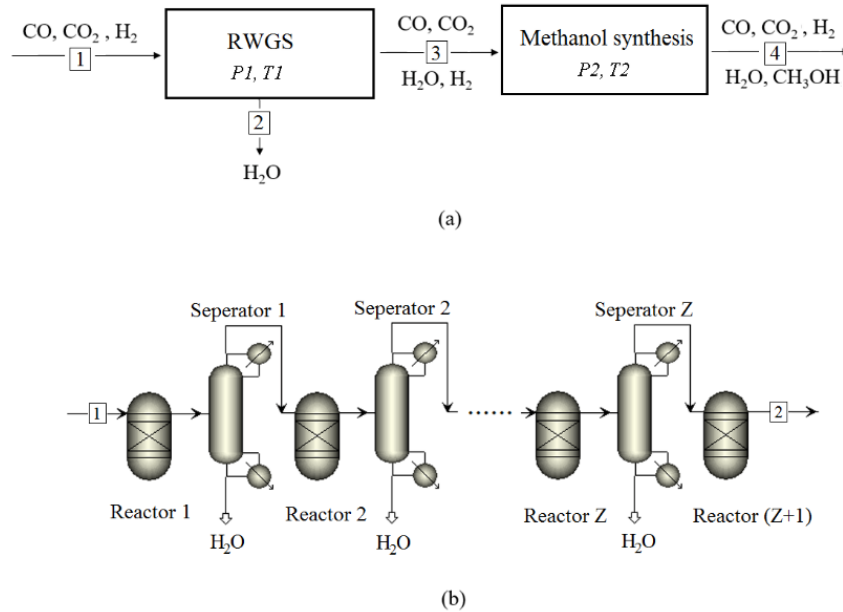 CO, CO₂ , H₂
1
RWGS
P1, T1
2
H₂O
CO, CO₂
3
H₂O, H₂
Methanol synthesis
P2, T2
CO, CO₂, H₂
4
H₂O, CH₃OH
(a)
Seperator 1
Seperator 2
Seperator Z
1
......
2
Reactor 1
Reactor 2
Reactor Z
Reactor (Z+1)
H₂O
H₂O
H₂O
(b)